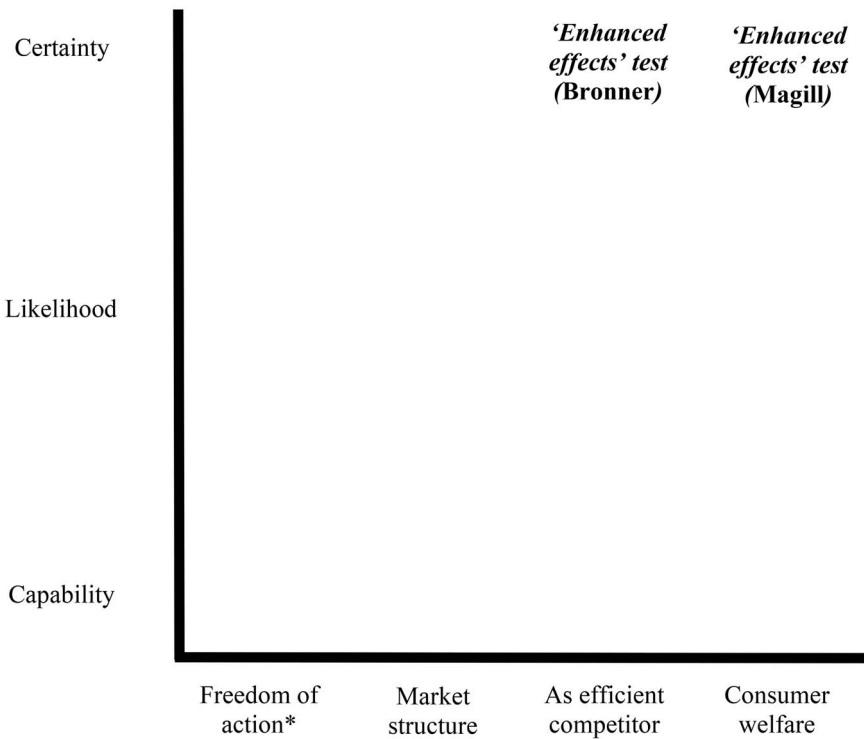 Certainty
‘Enhanced
effects’ test
(Bronner)
‘Enhanced
effects’ test
(Magill)
Likelihood
Capability
Freedom of
action*
Market
structure
As efficient
competitor
Consumer
welfare